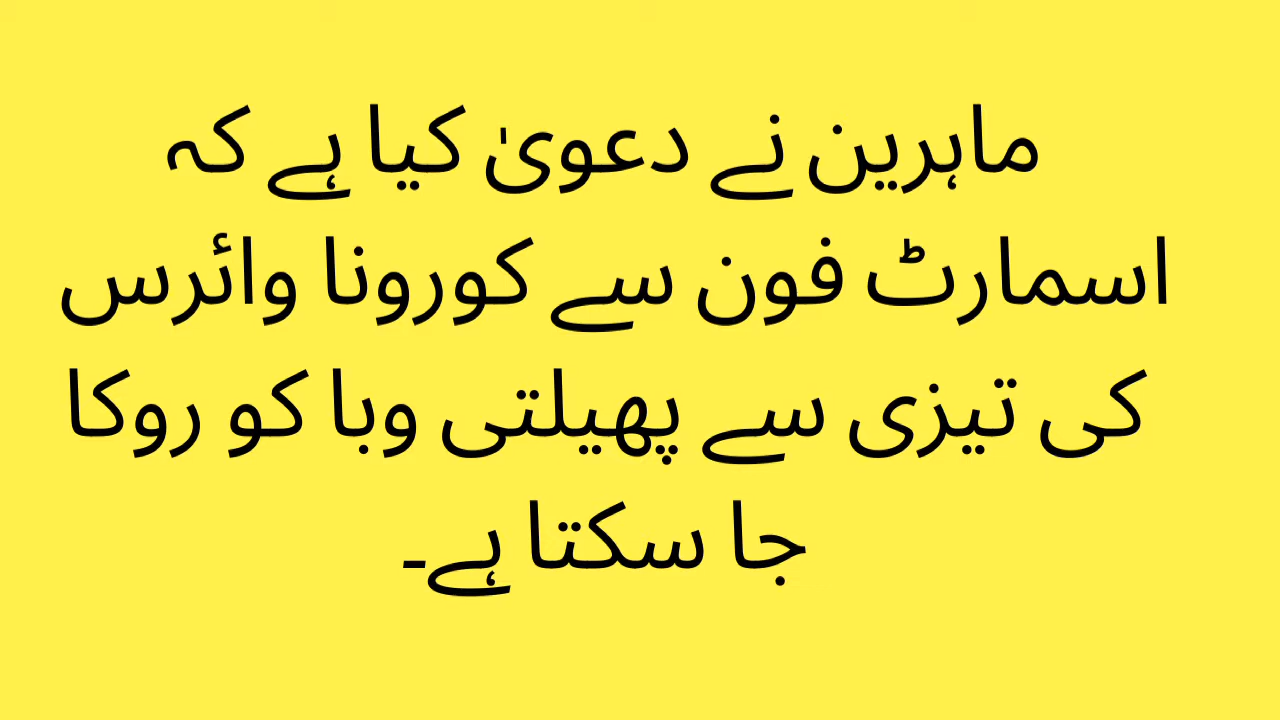 ماہرین نے دعویٰ کیا ہے کہ
اسمارٹ فون سے کورونا وائرس
کی تیزی سے پھیلتی وبا کو روکا
جا سکتا ہے۔